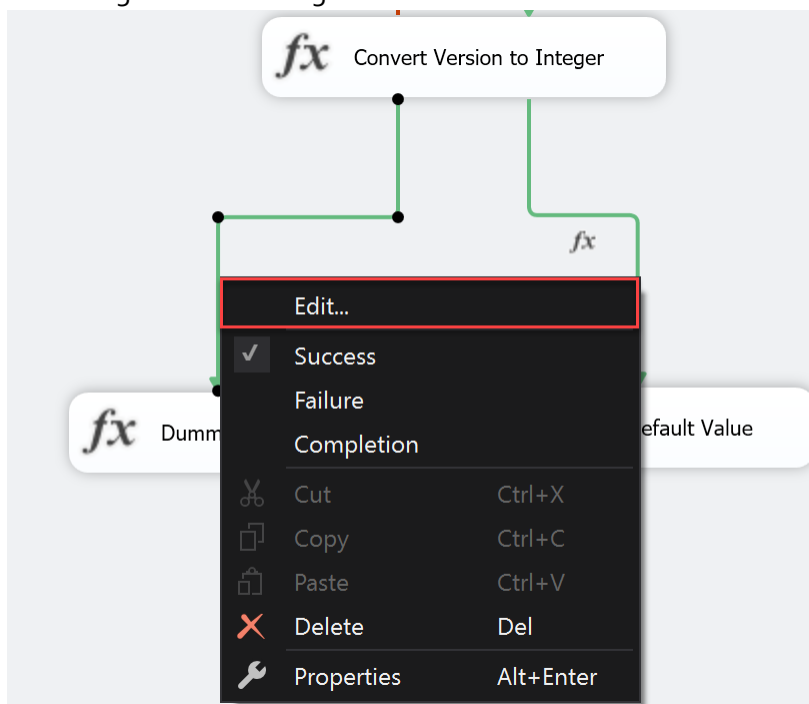 fx Convert Version to Integer
fx
Edit...
Success
Failure
fx Dumm
efault Value
Completion
Cut Ctrl+X
Copy Ctrl+C
Paste Ctrl+V
Delete Del
Properties Alt+Enter